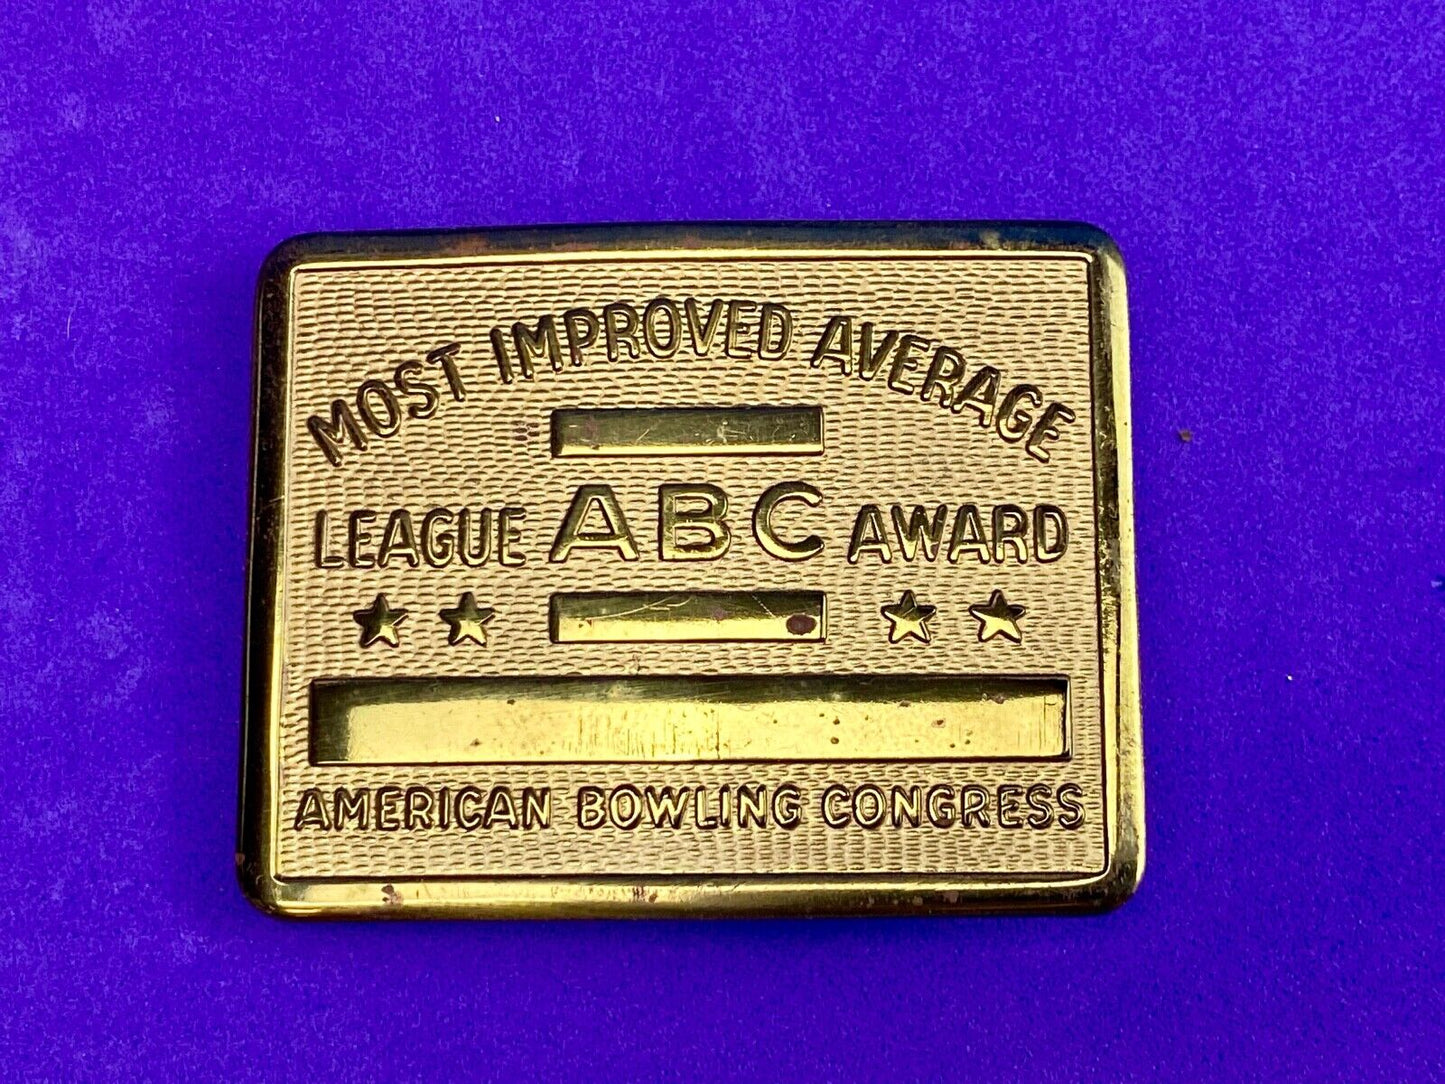 MOST IMPROVED AVERAGE
LEAGUE ABC AWARD
AMERICAN BOWLING CONGRESS